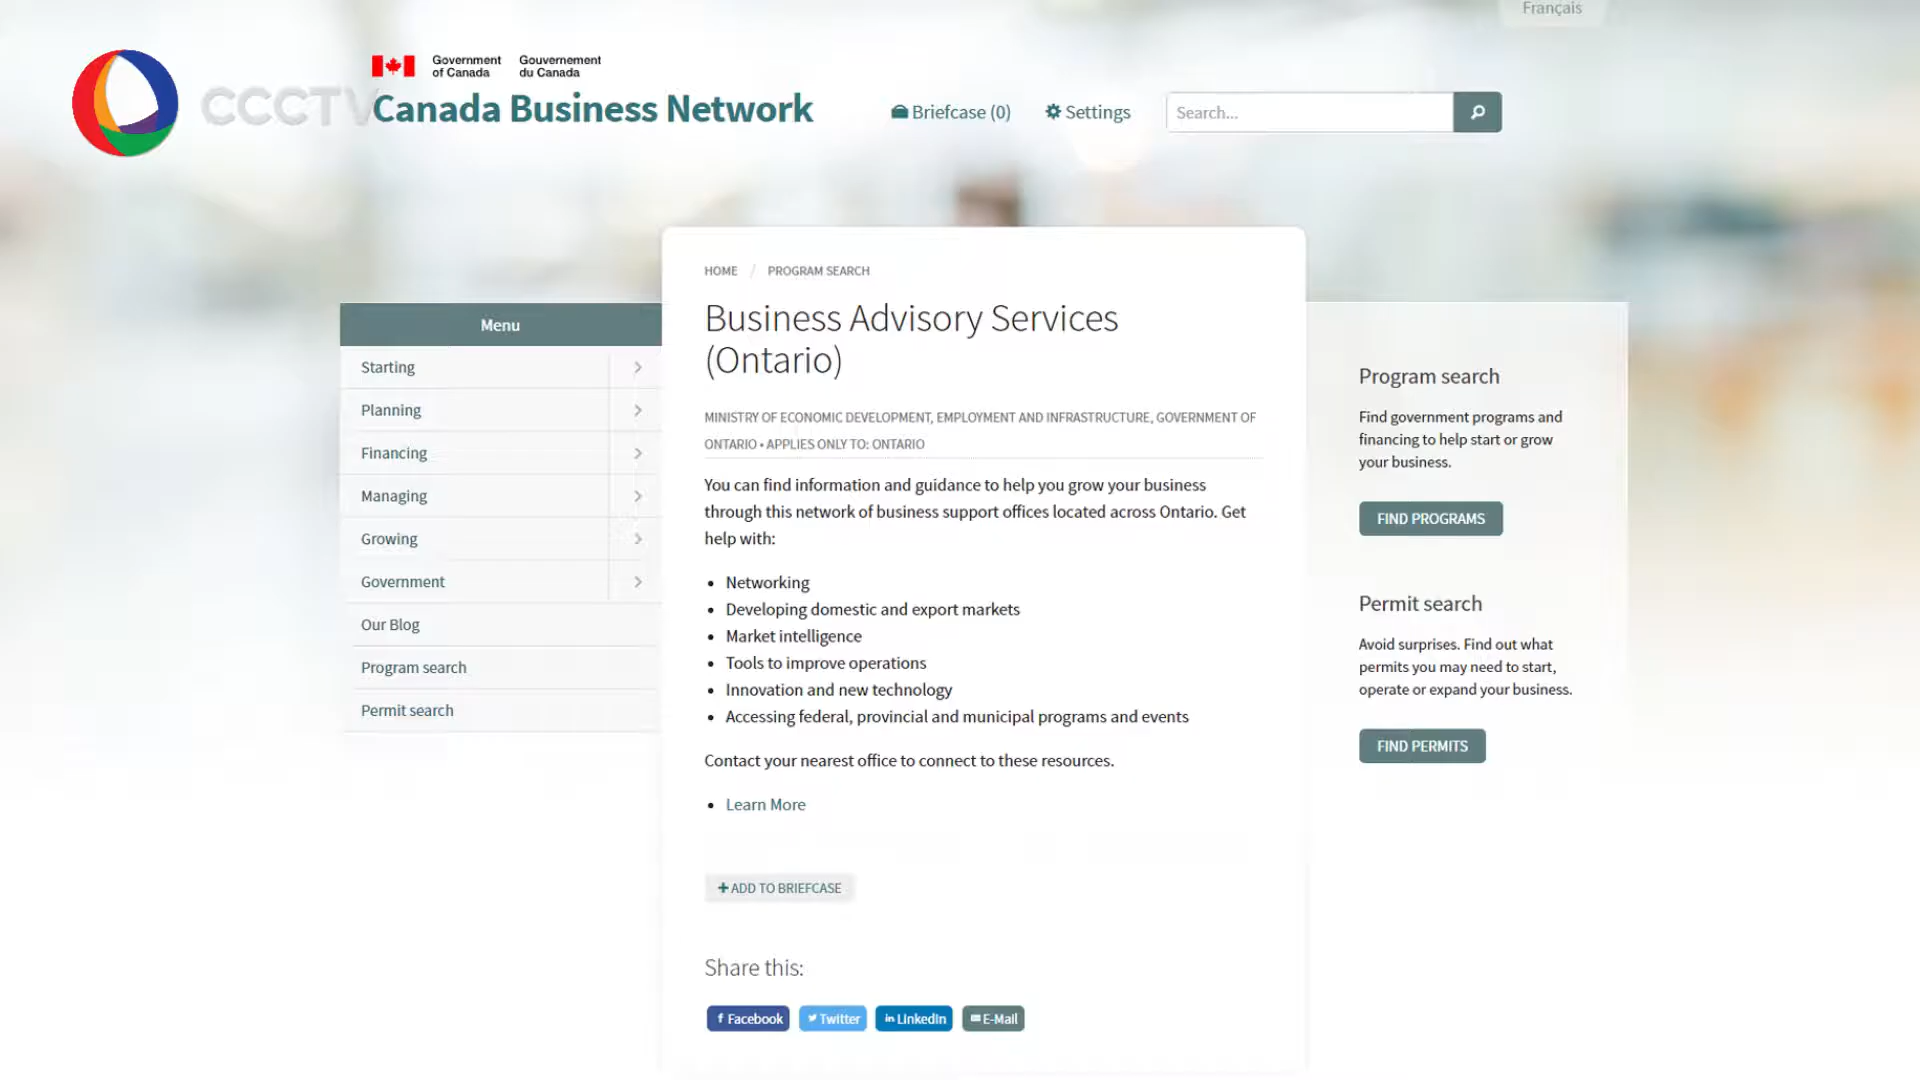 Français
Government of Canada
Gouvernement du Canada
CCCTV
Canada Business Network
Briefcase (0)
Settings
Search...
Menu
Starting
Planning
Financing
Managing
Growing
Government
Our Blog
Program search
Permit search
HOME / PROGRAM SEARCH
Business Advisory Services
(Ontario)
MINISTRY OF ECONOMIC DEVELOPMENT, EMPLOYMENT AND INFRASTRUCTURE, GOVERNMENT OF
ONTARIO • APPLIES ONLY TO: ONTARIO
You can find information and guidance to help you grow your business
through this network of business support offices located across Ontario. Get
help with:
• Networking
• Developing domestic and export markets
• Market intelligence
• Tools to improve operations
• Innovation and new technology
• Accessing federal, provincial and municipal programs and events
Contact your nearest office to connect to these resources.
• Learn More
+ ADD TO BRIEFCASE
Share this:
Facebook
Twitter
LinkedIn
E-Mail
Program search
Find government programs and
financing to help start or grow
your business.
FIND PROGRAMS
Permit search
Avoid surprises. Find out what
permits you may need to start,
operate or expand your business.
FIND PERMITS